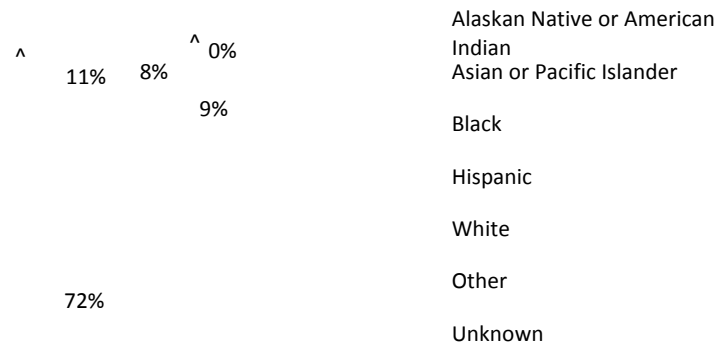 ^
^ 0%
11%
8%
9%
72%
Alaskan Native or American
Indian
Asian or Pacific Islander
Black
Hispanic
White
Other
Unknown